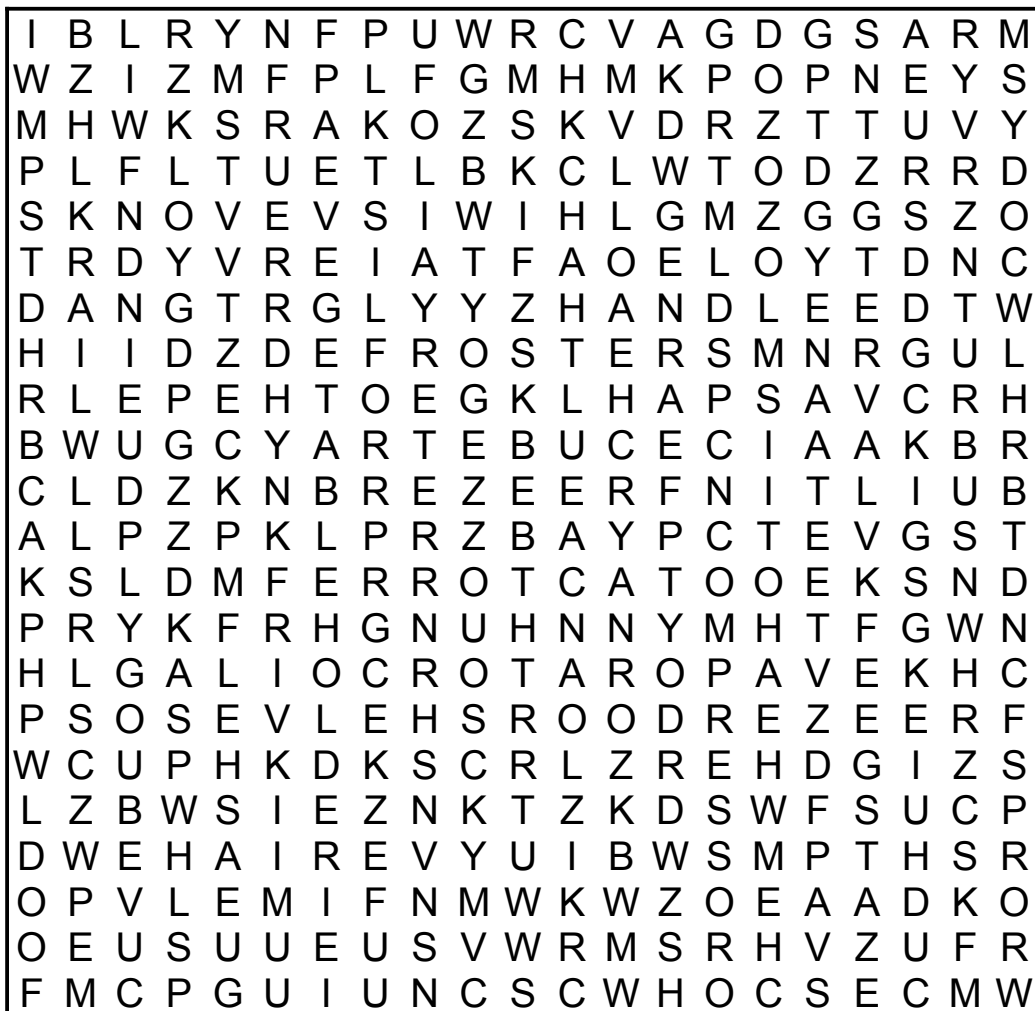 I B L R Y N F P U W R C V A G D G S A R M
W Z I Z M F P L F G M H M K P O P N E Y S
M H W K S R A K O Z S K V D R Z T T U V Y
P L F L T U E T L B K C L W T O D Z R R D
S K N O V E V S I W I H L G M Z G G S Z O
T R D Y V R E I A T F A O E L O Y T D N C
D A N G T R G L Y Y Z H A N D L E E D T W
H I I D Z D E F R O S T E R S M N R G U L
R L E P E H T O E G K L H A P S A V C R H
B W U G C Y A R T E B U C E C I A A K B R
C L D Z K N B R E Z E E R F N I T L I U B
A L P Z P K L P R Z B A Y P C T E V G S T
K S L D M F E R R O T C A T O O E K S N D
P R Y K F R H G N U H N N Y M H T F G W N
H L G A L I O C R O T A R O P A V E K H C
P S O S E V L E H S R O O D R E Z E E R F
W C U P H K D K S C R L Z R E H D G I Z S
L Z B W S I E Z N K T Z K D S W F S U C P
D W E H A I R E V Y U I B W S M P T H S R
O P V L E M I F N M W K W Z O E A A D K O
O E U S U U E U S V W R M S R H V Z U F R
F M C P G U I U N C S C W H O C S E C M W